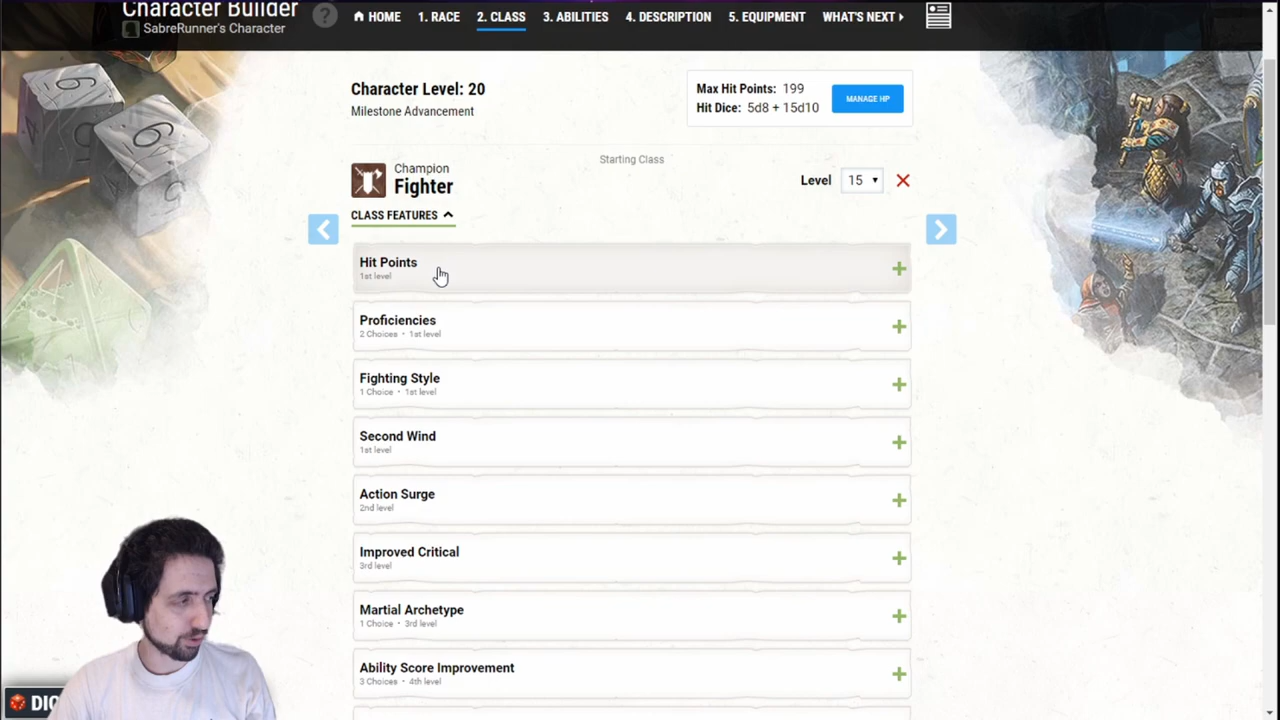 Character Builder
SabreRunner's Character
?
HOME
1. RACE
2. CLASS
3. ABILITIES
4. DESCRIPTION
5. EQUIPMENT
WHAT'S NEXT
Character Level: 20
Milestone Advancement
Max Hit Points: 199
Hit Dice: 5d8 + 15d10
MANAGE HP
Starting Class
Champion
Fighter
Level 15
CLASS FEATURES
Hit Points
1st level
Proficiencies
2 Choices • 1st level
Fighting Style
1 Choice • 1st level
Second Wind
1st level
Action Surge
2nd level
Improved Critical
3rd level
Martial Archetype
1 Choice • 3rd level
Ability Score Improvement
3 Choices • 4th level